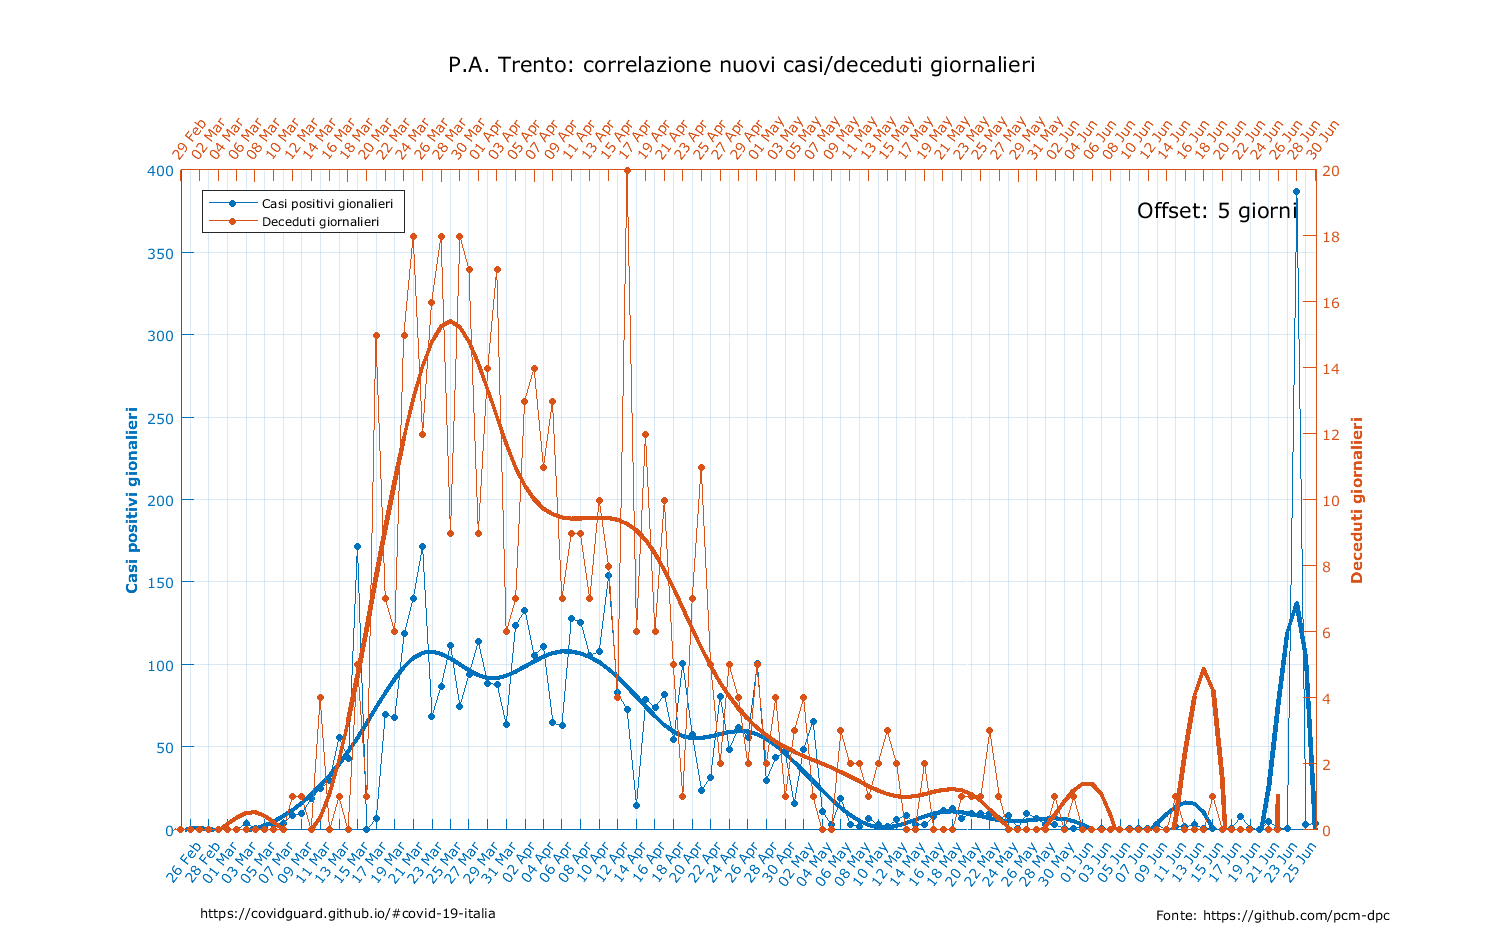 P.A. Trento: correlazione nuovi casi/deceduti giornalieri
29 Feb 02 Mar 04 Mar 06 Mar 08 Mar 10 Mar 12 Mar 14 Mar 16 Mar 18 Mar 20 Mar 22 Mar 24 Mar 26 Mar 28 Mar 30 Mar 01 Apr 03 Apr 05 Apr 07 Apr 09 Apr 11 Apr 13 Apr 15 Apr 17 Apr 19 Apr 21 Apr 23 Apr 25 Apr 27 Apr 29 Apr 01 May 03 May 05 May 07 May 09 May 11 May 13 May 15 May 17 May 19 May 21 May 23 May 25 May 27 May 29 May 31 May 02 Jun 04 Jun 06 Jun 08 Jun 10 Jun 12 Jun 14 Jun 16 Jun 18 Jun 20 Jun 22 Jun 24 Jun 26 Jun 28 Jun 30 Jun
Casi positivi gionalieri
Deceduti giornalieri
Offset: 5 giorni
400
350
300
250
200
150
100
50
0
Casi positivi gionalieri
20
18
16
14
12
10
8
6
4
2
0
Deceduti giornalieri
26 Feb 28 Feb 01 Mar 03 Mar 05 Mar 07 Mar 09 Mar 11 Mar 13 Mar 15 Mar 17 Mar 19 Mar 21 Mar 23 Mar 25 Mar 27 Mar 29 Mar 31 Mar 02 Apr 04 Apr 06 Apr 08 Apr 10 Apr 12 Apr 14 Apr 16 Apr 18 Apr 20 Apr 22 Apr 24 Apr 26 Apr 28 Apr 30 Apr 02 May 04 May 06 May 08 May 10 May 12 May 14 May 16 May 18 May 20 May 22 May 24 May 26 May 28 May 30 May 01 Jun 03 Jun 05 Jun 07 Jun 09 Jun 11 Jun 13 Jun 15 Jun 17 Jun 19 Jun 21 Jun 23 Jun 25 Jun
https://covidguard.github.io/#covid-19-italia
Fonte: https://github.com/pcm-dpc